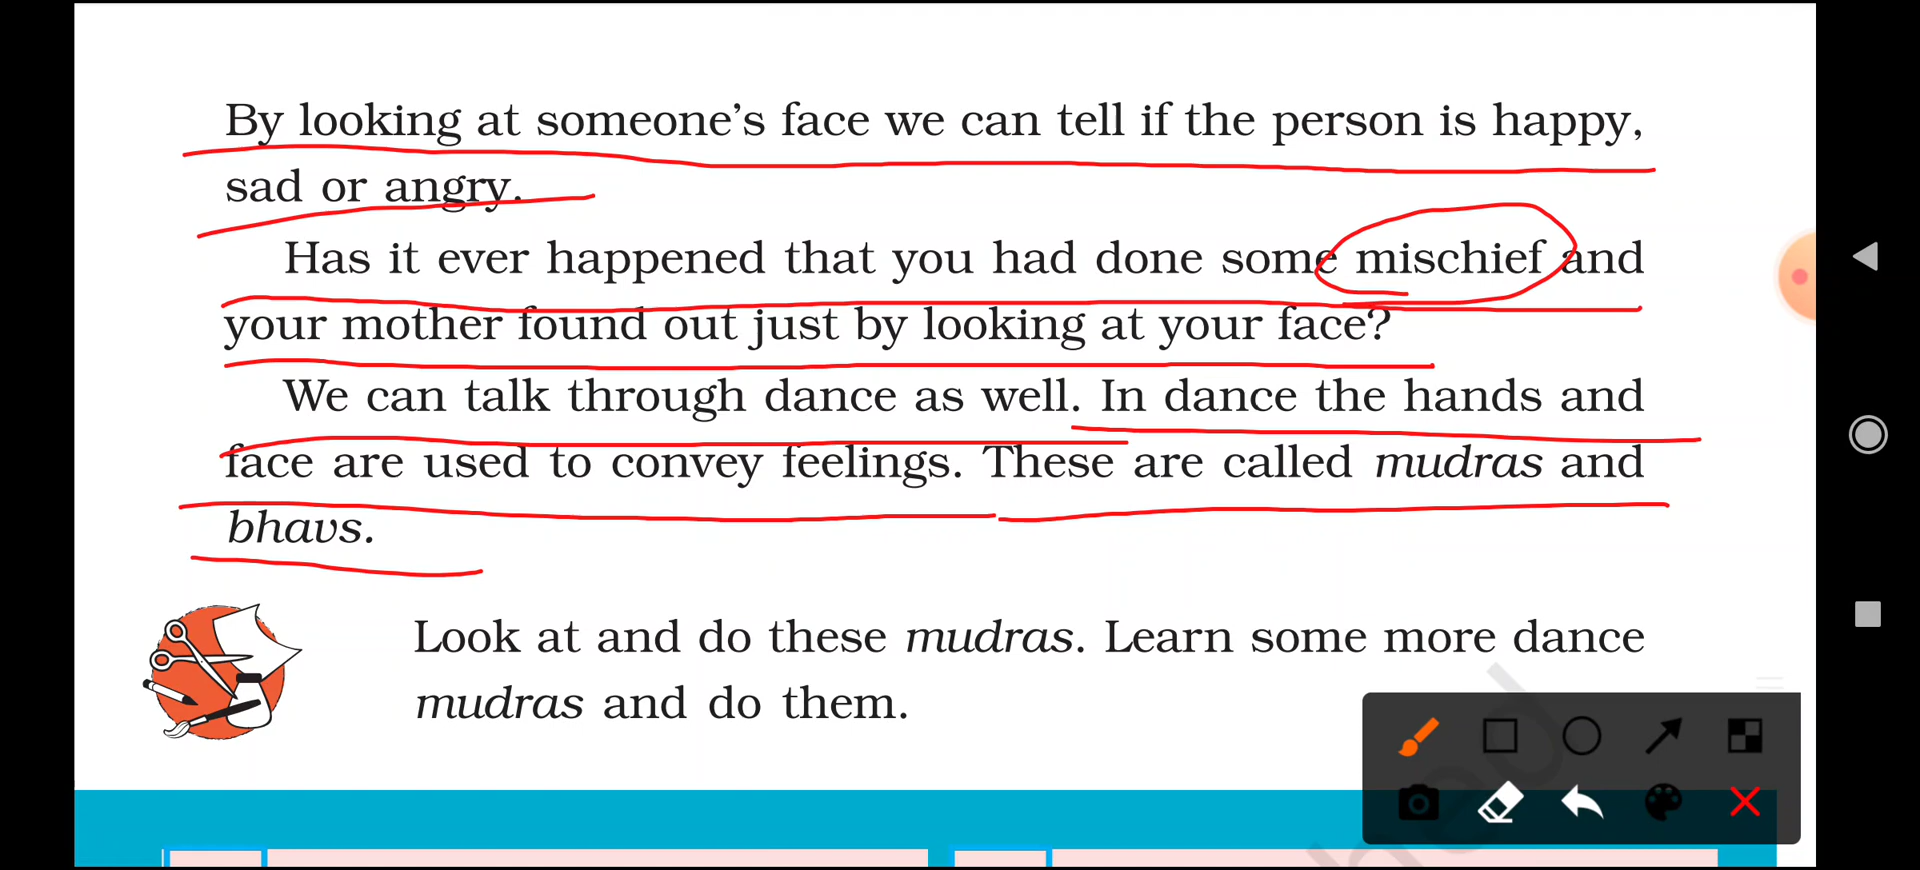 By looking at someone's face we can tell if the person is happy,
sad or angry.
Has it ever happened that you had done some mischief and
your mother found out just by looking at your face?
We can talk through dance as well. In dance the hands and
face are used to convey feelings. These are called mudras and
bhavs.
Look at and do these mudras. Learn some more dance
mudras and do them.